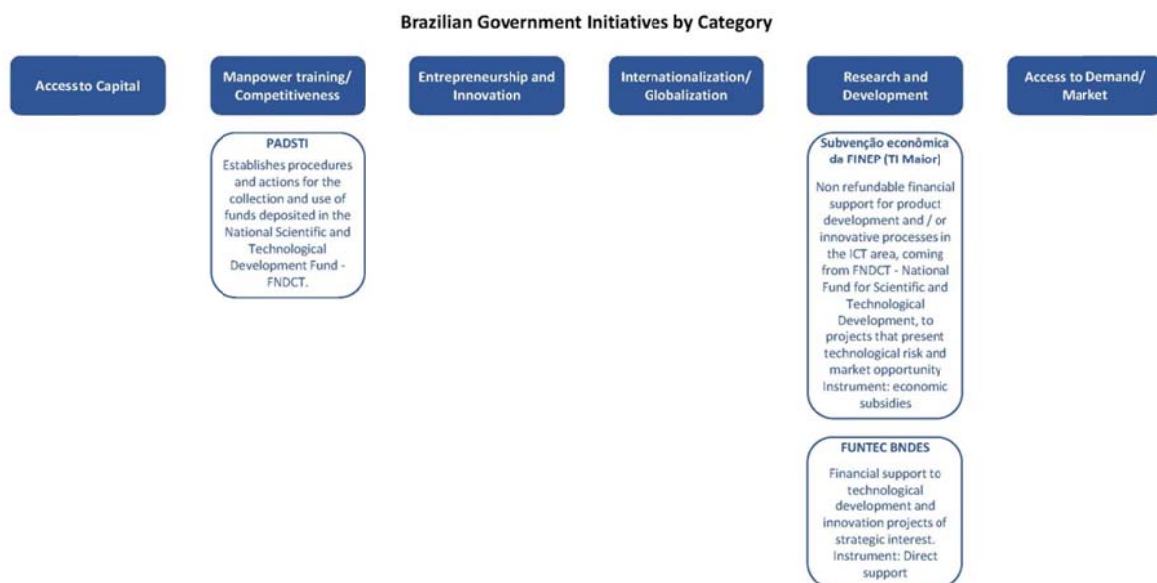 Brazilian Government Initiatives by Category
Access to Capital
Manpower training/
Competitiveness
Entrepreneurship and
Innovation
Internationalization/
Globalization
Research and
Development
Access to Demand/
Market
PADSTI
Establishes procedures
and actions for the
collection and use of
funds deposited in the
National Scientific and
Technological
Development Fund -
FNDCT.
Subvenção econômica
da FINEP (TI Maior)
Non refundable financial
support for product
development and / or
innovative processes in
the ICT area, coming
from FNDCT - National
Fund for Scientific and
Technological
Development, to
projects that present
technological risk and
market opportunity
Instrument: economic
subsidies
FUNTEC BNDES
Financial support to
technological
development and
innovation projects of
strategic interest.
Instrument: Direct
support